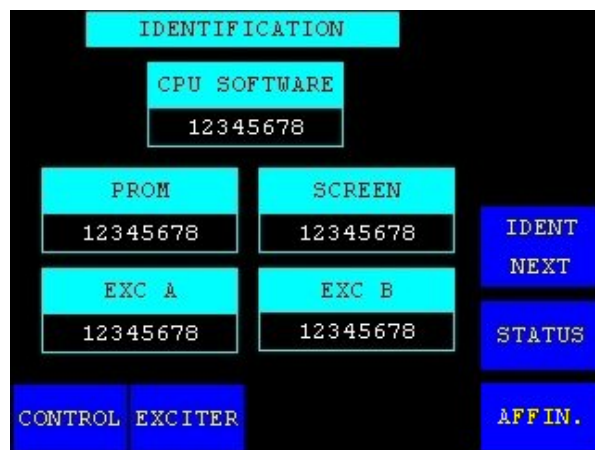 IDENTIFICATION
CPU SOFTWARE
12345678
PROM
SCREEN
12345678
12345678
IDENT
NEXT
EXC A
EXC B
12345678
12345678
STATUS
CONTROL
EXCITER
AFFIN.